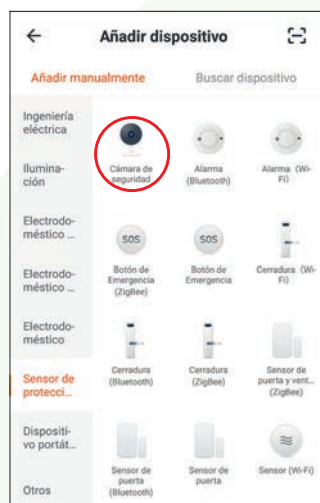 Añadir dispositivo
Añadir manualmente
Buscar dispositivo
Ingeniería
eléctrica
Ilumina-
ción
Electrodo-
méstico ...
Electrodo-
méstico ...
Electrodo-
méstico
Sensor de
protecci...
Dispositi-
vo portát...
Otros
Cámara de
seguridad
Alarma
(Bluetooth)
Alarma (Wi-
Fi)
SOS
Botón de
Emergencia
(ZigBee)
SOS
Botón de
Emergencia
Cerradura (Wi-
Fi)
Cerradura
(Bluetooth)
Cerradura
(ZigBee)
Sensor de
puerta y vent...
(ZigBee)
Sensor de
puerta
(Bluetooth)
Sensor de
puerta
Sensor (Wi-Fi)